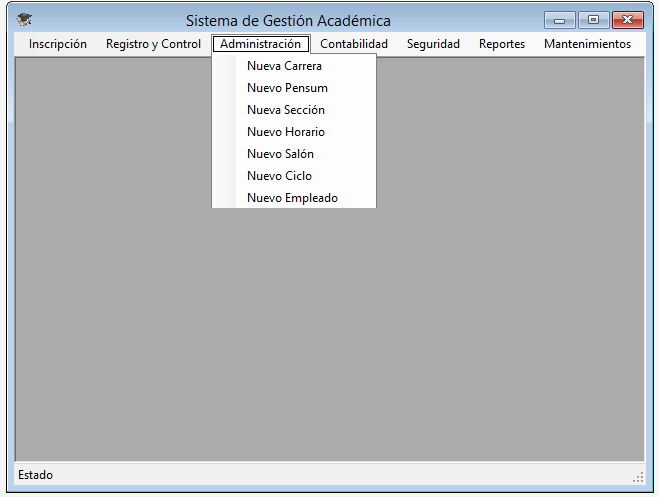 Sistema de Gestión Académica
Inscripción Registro y Control Administración Contabilidad Seguridad Reportes Mantenimientos
Nueva Carrera
Nuevo Pensum
Nueva Sección
Nuevo Horario
Nuevo Salón
Nuevo Ciclo
Nuevo Empleado
Estado